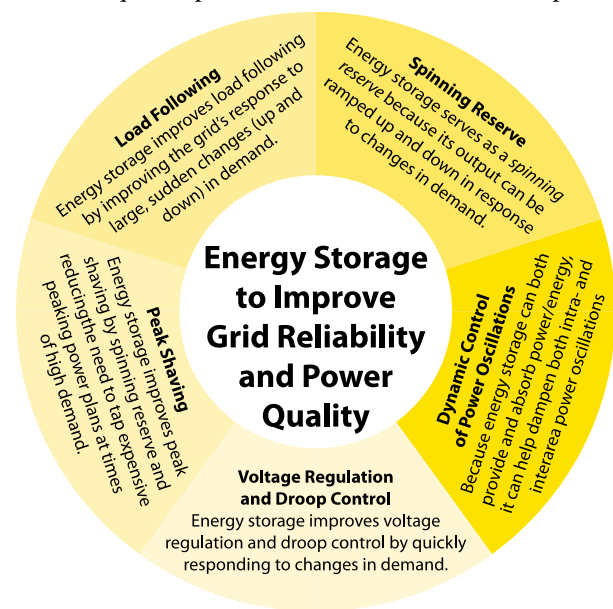 Energy Storage
to Improve
Grid Reliability
and Power
Quality
Load Following
Energy storage improves load following
by improving the grid's response to
large, sudden changes (up and
down) in demand.
Spinning Reserve
Energy storage serves as a spinning
reserve because its output can be
ramped up and down in response
to changes in demand.
Dynamic Control
of Power Oscillations
Because energy storage can both
provide and absorb power/energy,
it can help dampen both intra- and
interarea power oscillations
Voltage Regulation
and Droop Control
Energy storage improves voltage
regulation and droop control by quickly
responding to changes in demand.
Peak Shaving
Energy storage improves peak
shaving by spinning reserve and
reducingthe need to tap expensive
peaking power plans at times
of high demand.